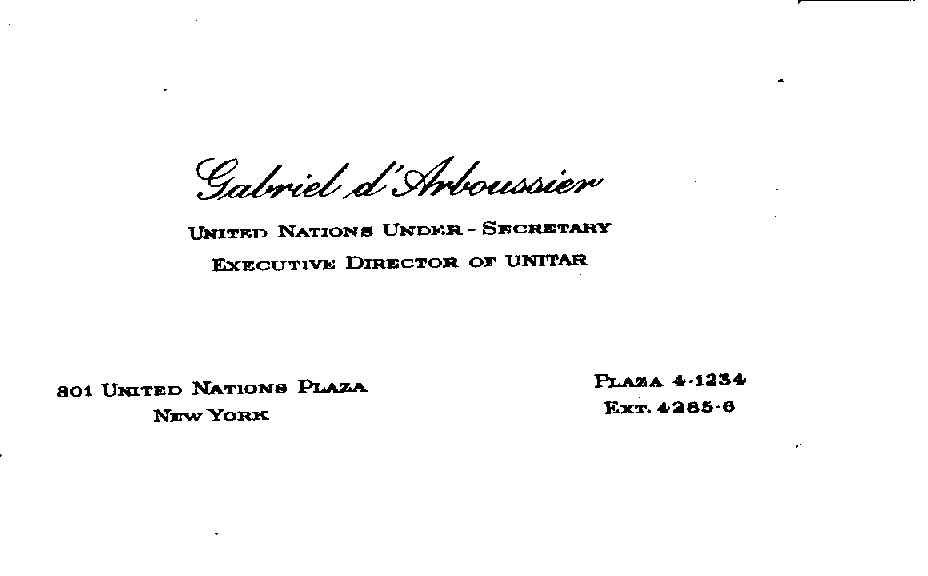 Gabriel d'Arboussier
United Nations Under-Secretary
Executive Director of UNITAR
801 United Nations Plaza
New York
Plaza 4-1234
Ext. 4285-6